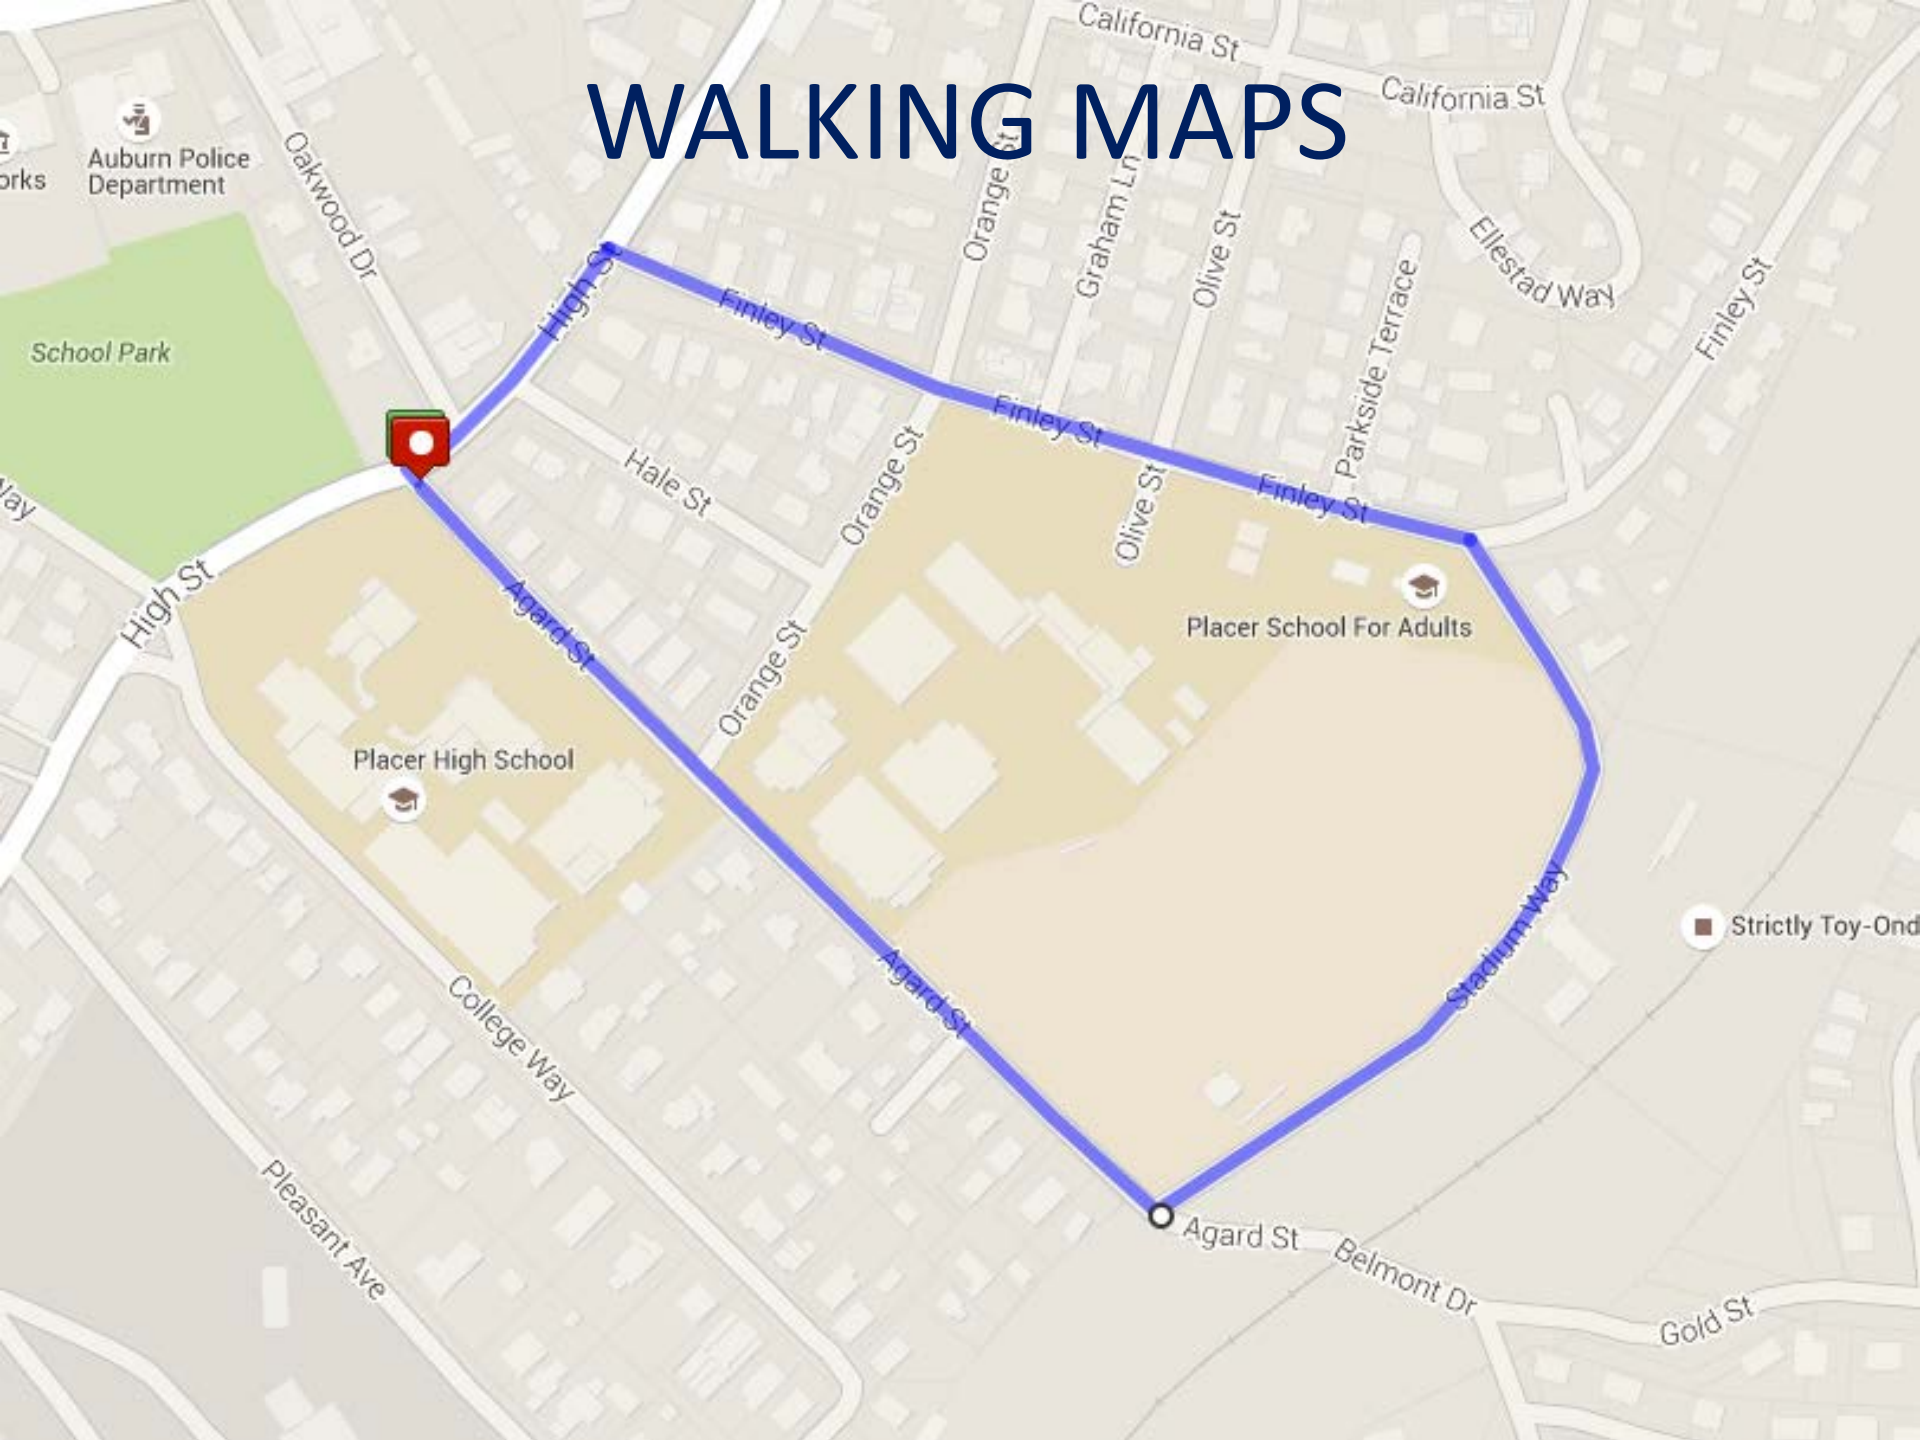 WALKING MAPS
California St
California St
Auburn Police
Department
orks
Oakwood Dr
Orange St
Graham Ln
Olive St
Ellestad Way
Finley St
Parkside Terrace
High St
Finley St
School Park
Finley St
Finley St
Hale St
Orange St
Olive St
Way
High St
Agard St
Placer School For Adults
Orange St
Placer High School
Stadium Way
Strictly Toy-Ond
Agard St
College Way
Pleasant Ave
Agard St
Belmont Dr
Gold St